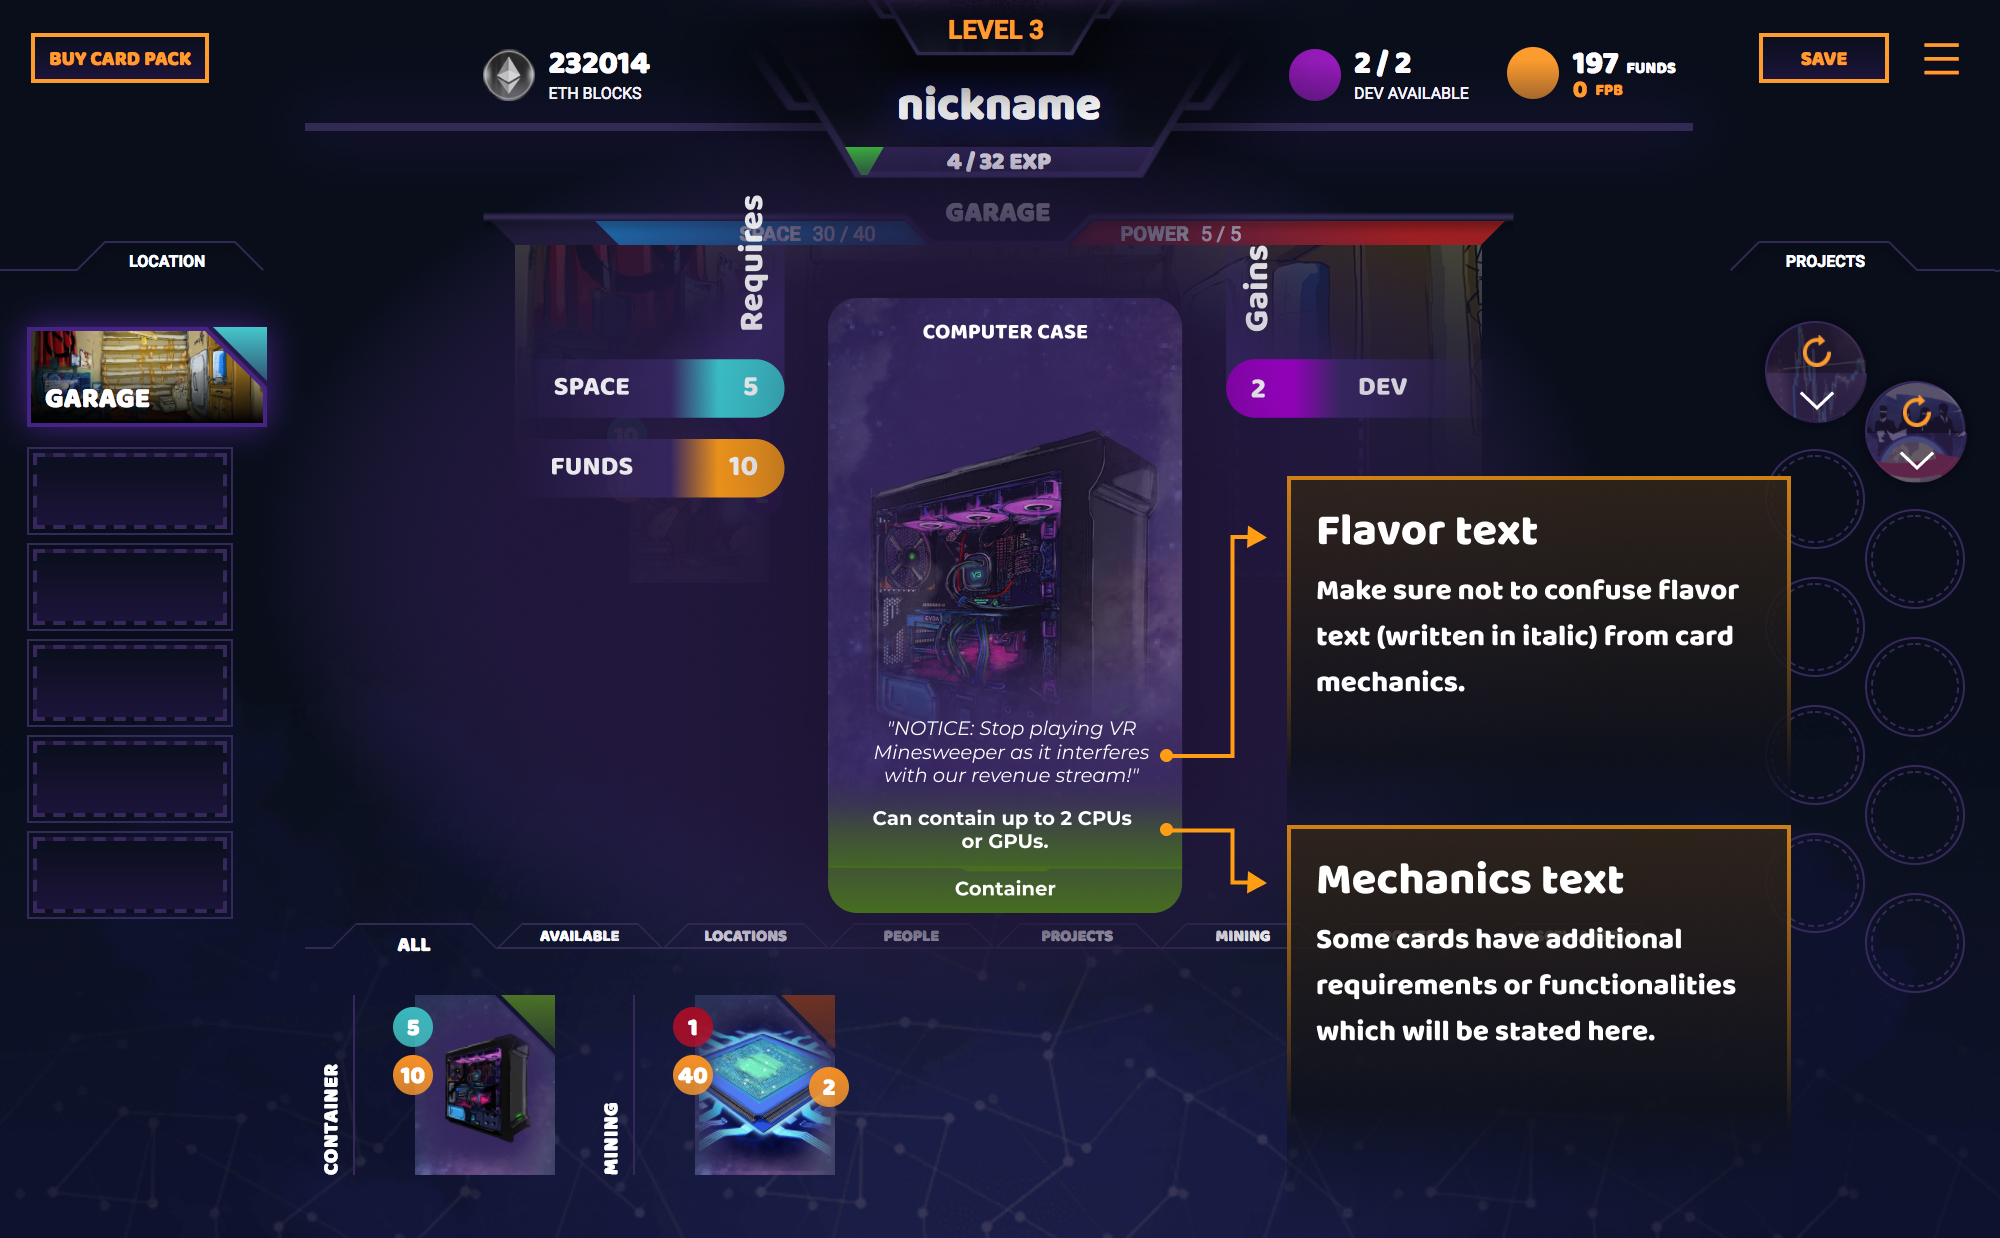 BUY CARD PACK
232014
ETH BLOCKS
LEVEL 3
nickname
4 / 32 EXP
2 / 2
DEV AVAILABLE
197 FUNDS
0 FPB
SAVE
GARAGE
SPACE 30 / 40
POWER 5 / 5
LOCATION
GARAGE
PROJECTS
Requires
SPACE 5
FUNDS 10
Gains
2 DEV
COMPUTER CASE
"NOTICE: Stop playing VR
Minesweeper as it interferes
with our revenue stream!"
Can contain up to 2 CPUs
or GPUs.
Container
Flavor text
Make sure not to confuse flavor
text (written in italic) from card
mechanics.
Mechanics text
Some cards have additional
requirements or functionalities
which will be stated here.
ALL
AVAILABLE
LOCATIONS
PEOPLE
PROJECTS
MINING
CONTAINER
5
10
MINING
1
40
2